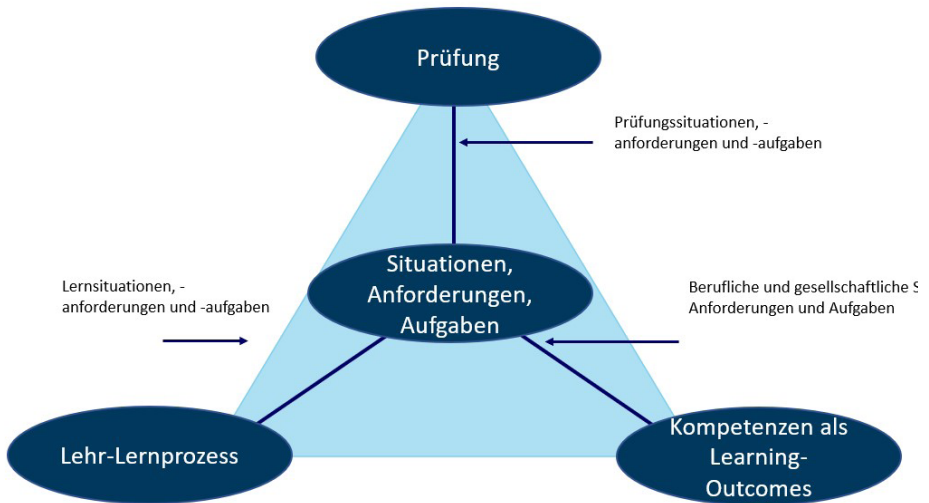 Prüfung
Prüfungssituationen, -
anforderungen und -aufgaben
Situationen,
Anforderungen,
Aufgaben
Lernsituationen, -
anforderungen und -aufgaben
Berufliche und gesellschaftliche S
Anforderungen und Aufgaben
Lehr-Lernprozess
Kompetenzen als
Learning-
Outcomes